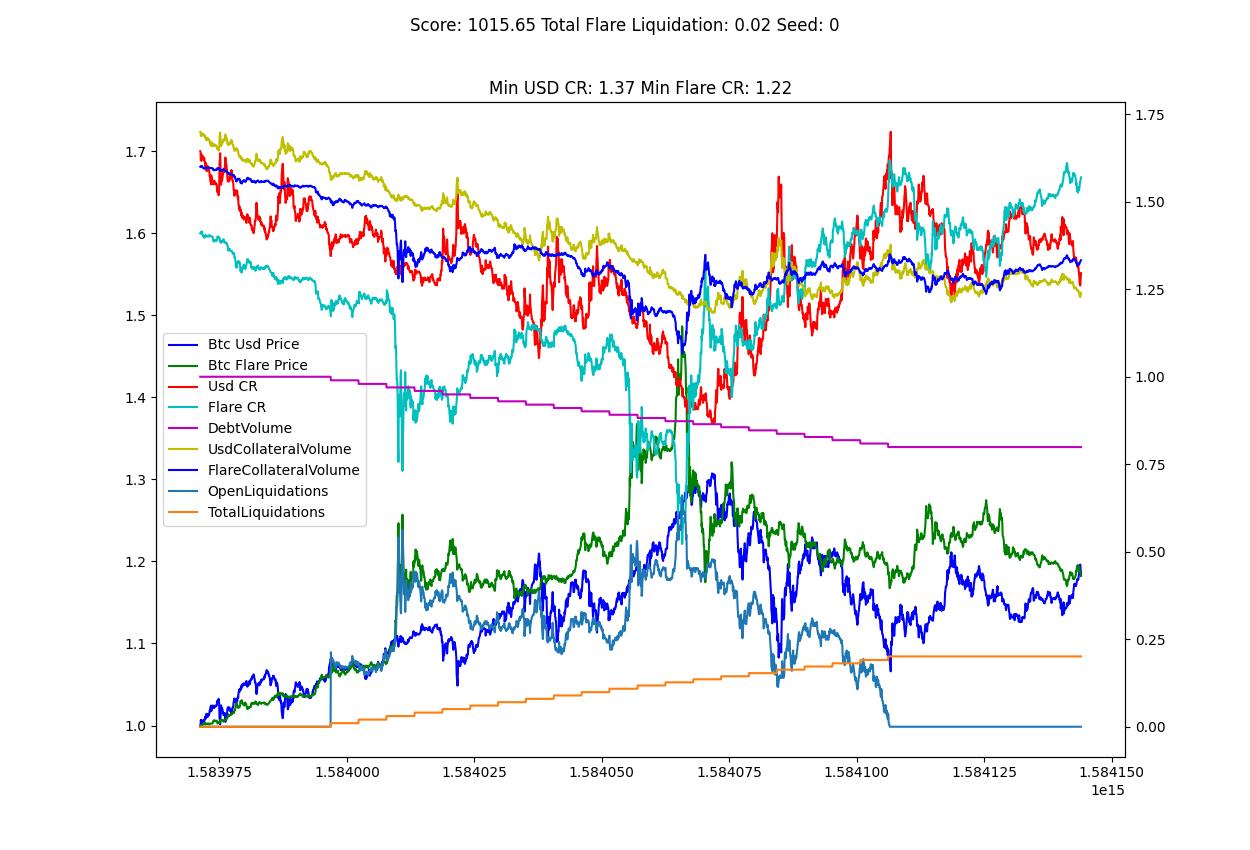 Score: 1015.65 Total Flare Liquidation: 0.02 Seed: 0
Min USD CR: 1.37 Min Flare CR: 1.22
1.7
1.6
1.5
1.4
1.3
1.2
1.1
1.0
1.75
1.50
1.25
1.00
0.75
0.50
0.25
0.00
Btc Usd Price
Btc Flare Price
Usd CR
Flare CR
DebtVolume
UsdCollateralVolume
FlareCollateralVolume
OpenLiquidations
TotalLiquidations
1.583975 1.584000 1.584025 1.584050 1.584075 1.584100 1.584125 1.584150
1e15